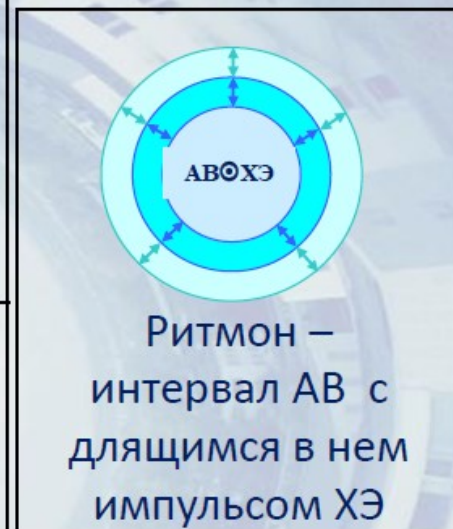 АВ⊙ХЭ
Ритмон –
интервал АВ с
длящимся в нем
импульсом ХЭ